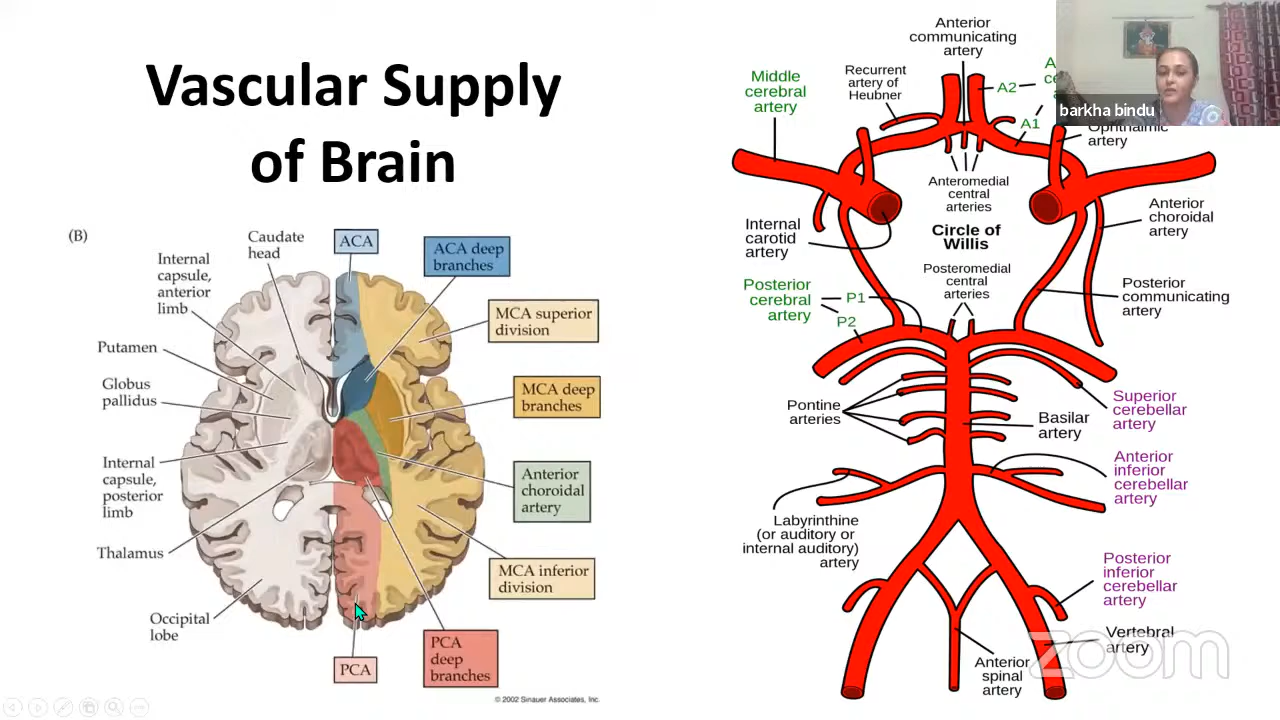 Vascular Supply
of Brain
(B)
Caudate
head
ACA
ACA deep
branches
Internal
capsule,
anterior
limb
MCA superior
division
Putamen
Globus
pallidus
MCA deep
branches
Internal
capsule,
posterior
limb
Anterior
choroidal
artery
Thalamus
MCA inferior
division
Occipital
lobe
PCA
PCA
deep
branches
© 2002 Sinauer Associates, Inc.
Anterior
communicating
artery
Middle
cerebral
artery
Recurrent
artery of
Heubner
A2
A1
barkha bindu
Ophthalmic
artery
Anteromedial
central
arteries
Internal
carotid
artery
Circle of
Willis
Anterior
choroidal
artery
Posteromedial
central
arteries
Posterior
cerebral
artery
P1
P2
Posterior
communicating
artery
Pontine
arteries
Basilar
artery
Superior
cerebellar
artery
Anterior
inferior
cerebellar
artery
Labyrinthine
(or auditory or
internal auditory)
artery
Posterior
inferior
cerebellar
artery
Vertebral
artery
Anterior
spinal
artery
zoom